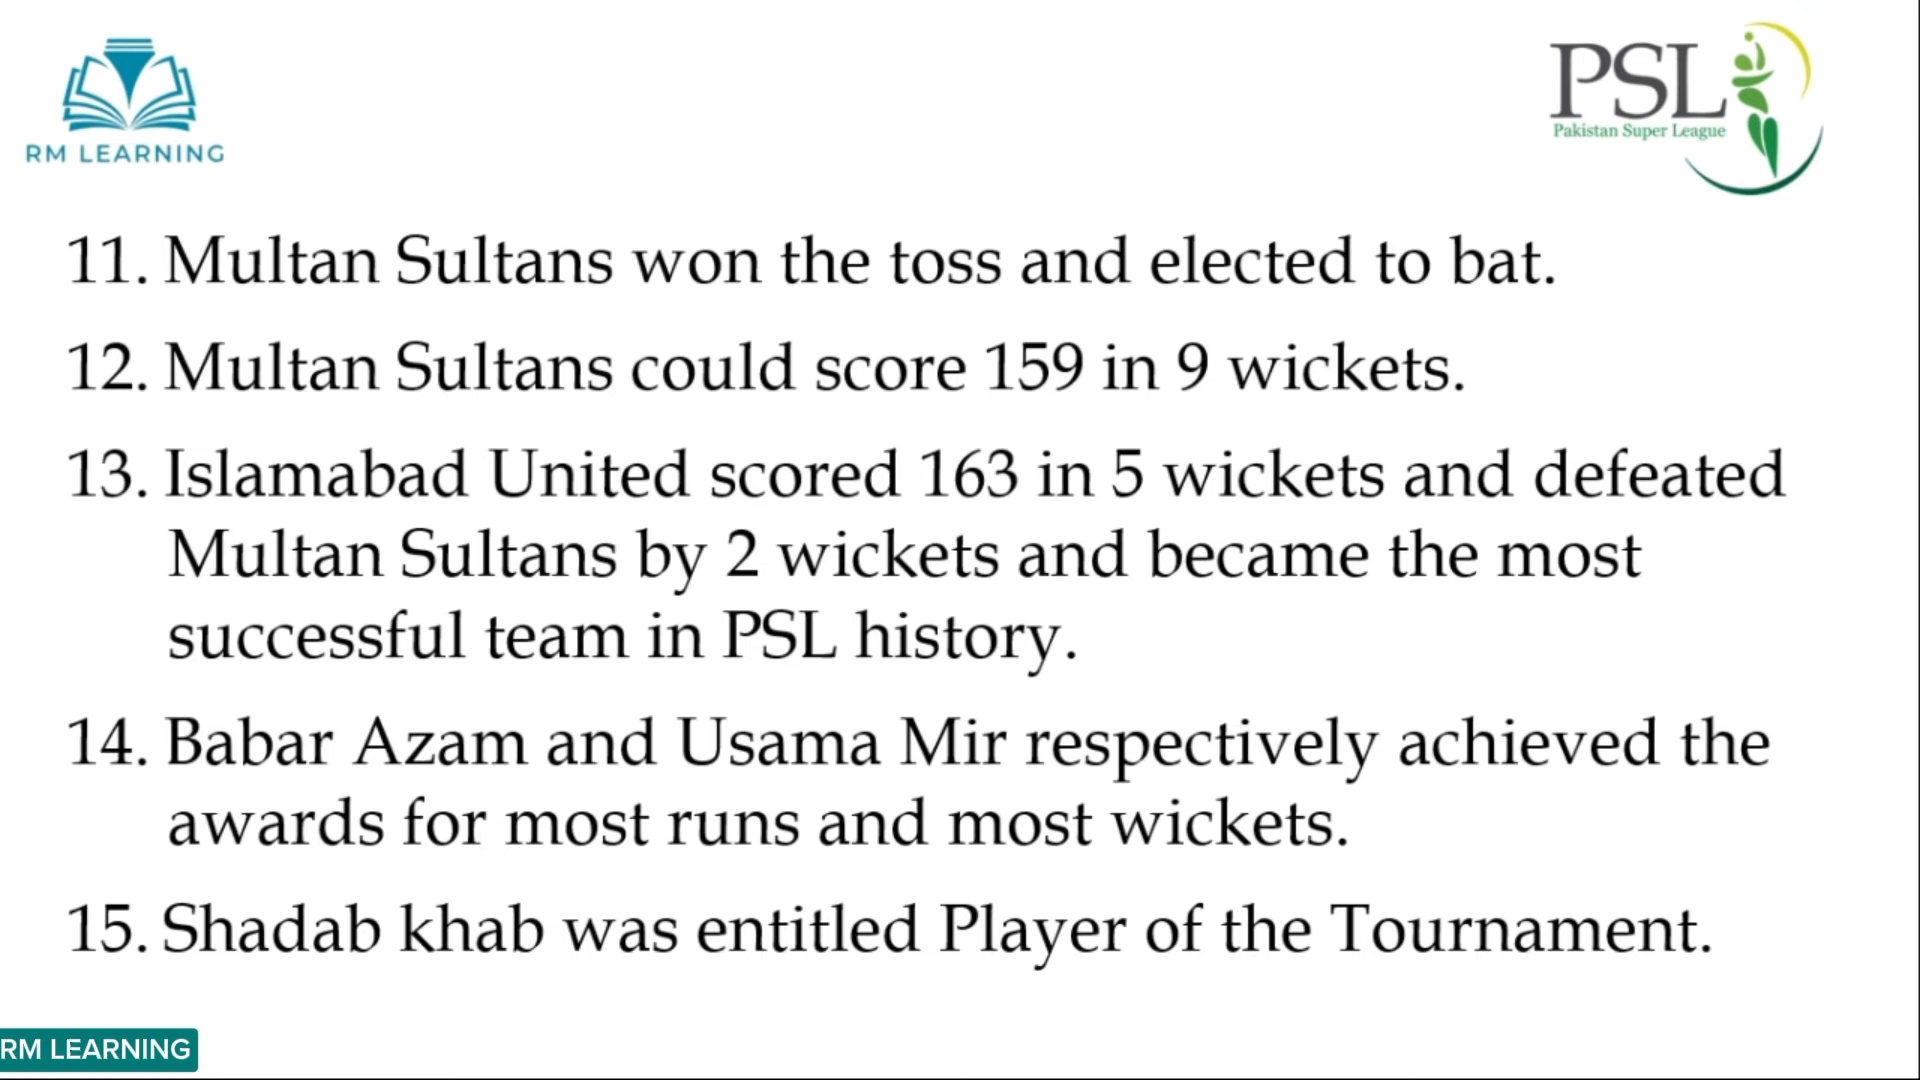 RM LEARNING
PSL
Pakistan Super League
11. Multan Sultans won the toss and elected to bat.
12. Multan Sultans could score 159 in 9 wickets.
13. Islamabad United scored 163 in 5 wickets and defeated
Multan Sultans by 2 wickets and became the most
successful team in PSL history.
14. Babar Azam and Usama Mir respectively achieved the
awards for most runs and most wickets.
15. Shadab khab was entitled Player of the Tournament.
RM LEARNING